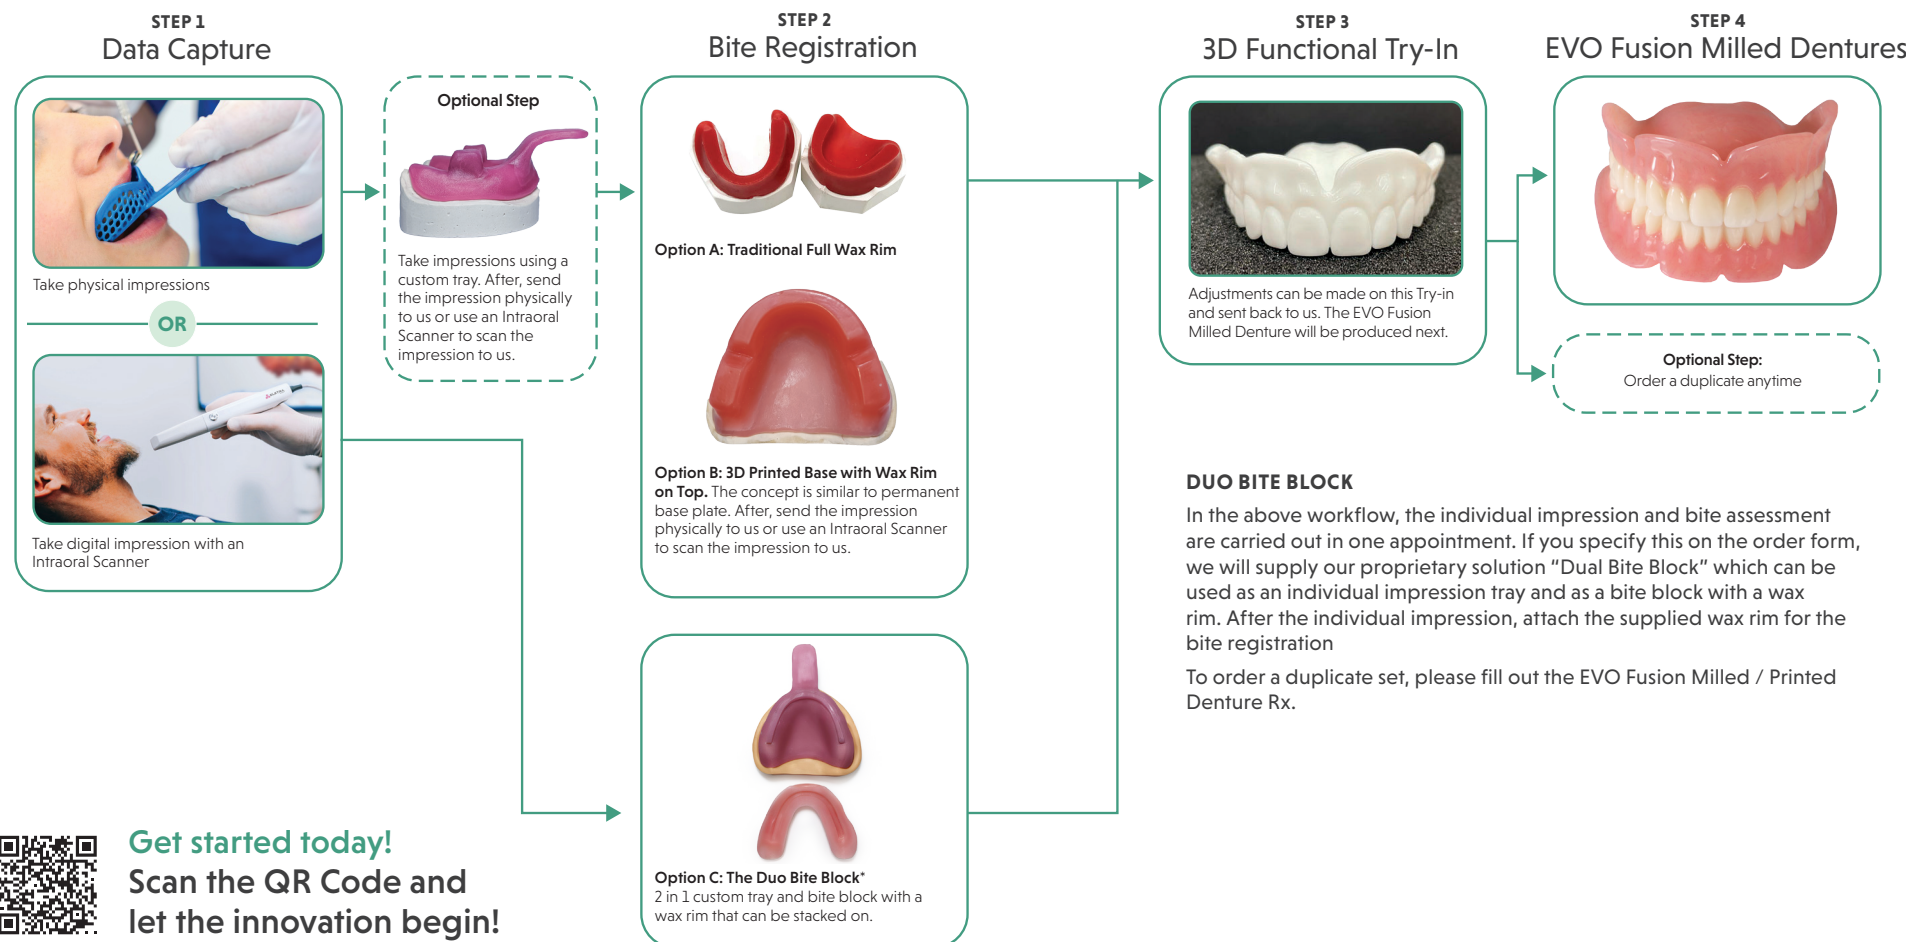 STEP 1
Data Capture
Take physical impressions
OR
Take digital impression with an
Intraoral Scanner
Optional Step
Take impressions using a
custom tray. After, send
the impression physically
to us or use an Intraoral
Scanner to scan the
impression to us.
STEP 2
Bite Registration
Option A: Traditional Full Wax Rim
Option B: 3D Printed Base with Wax Rim
on Top. The concept is similar to permanent
base plate. After, send the impression
physically to us or use an Intraoral Scanner
to scan the impression to us.
Option C: The Duo Bite Block*
2 in 1 custom tray and bite block with a
wax rim that can be stacked on.
STEP 3
3D Functional Try-In
Adjustments can be made on this Try-in
and sent back to us. The EVO Fusion
Milled Denture will be produced next.
STEP 4
EVO Fusion Milled Dentures
Optional Step:
Order a duplicate anytime
DUO BITE BLOCK
In the above workflow, the individual impression and bite assessment
are carried out in one appointment. If you specify this on the order form,
we will supply our proprietary solution “Dual Bite Block” which can be
used as an individual impression tray and as a bite block with a wax
rim. After the individual impression, attach the supplied wax rim for the
bite registration
To order a duplicate set, please fill out the EVO Fusion Milled / Printed
Denture Rx.
Get started today!
Scan the QR Code and
let the innovation begin!